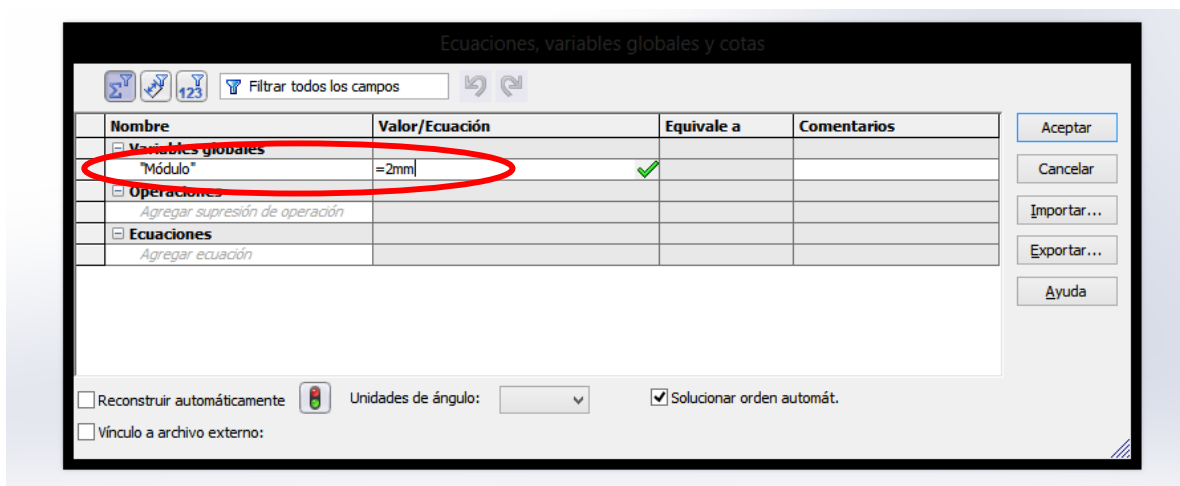 Ecuaciones, variables globales y cotas
Filtrar todos los campos
Nombre Valor/Ecuación Equivale a Comentarios
Variables globales
"Módulo" =2mm
Operaciones
Agregar supresión de operación
Ecuaciones
Agregar ecuación
Aceptar
Cancelar
Importar...
Exportar...
Ayuda
Reconstruir automáticamente Unidades de ángulo: Solucionar orden automát.
Vínculo a archivo externo: